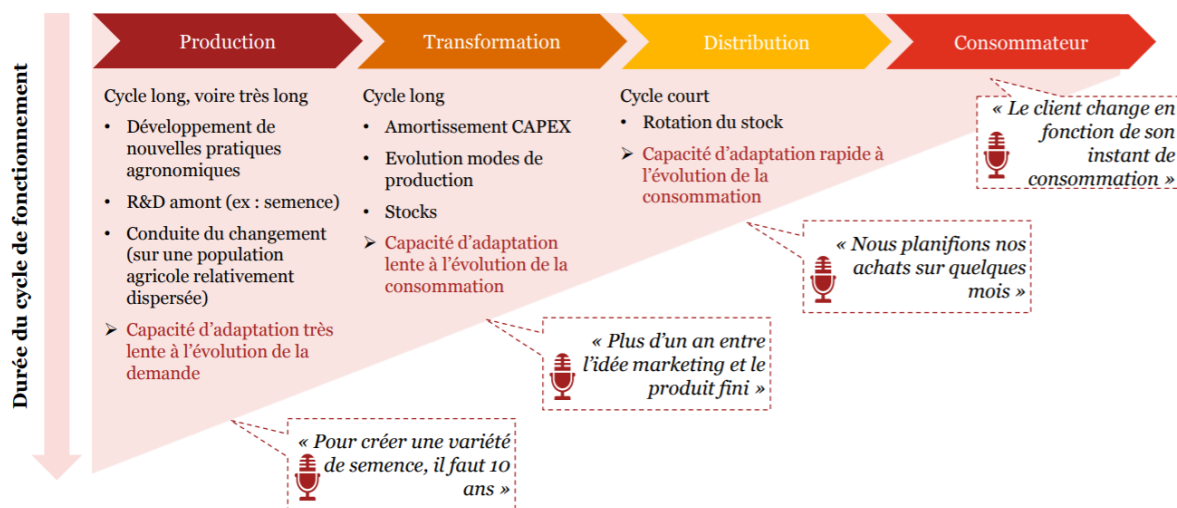 Production
Transformation
Distribution
Consommateur
Durée du cycle de fonctionnement
Cycle long, voire très long
• Développement de
nouvelles pratiques
agronomiques
• R&D amont (ex : semence)
• Conduite du changement
(sur une population
agricole relativement
dispersée)
➢ Capacité d’adaptation très
lente à l’évolution de la
demande
Cycle long
• Amortissement CAPEX
• Evolution modes de
production
• Stocks
➢ Capacité d’adaptation
lente à l’évolution de la
consommation
Cycle court
• Rotation du stock
➢ Capacité d’adaptation rapide à
l’évolution de la
consommation
« Le client change en
fonction de son
instant de
consommation »
« Nous planifions nos
achats sur quelques
mois »
« Plus d’un an entre
l’idée marketing et le
produit fini »
« Pour créer une variété
de semence, il faut 10
ans »